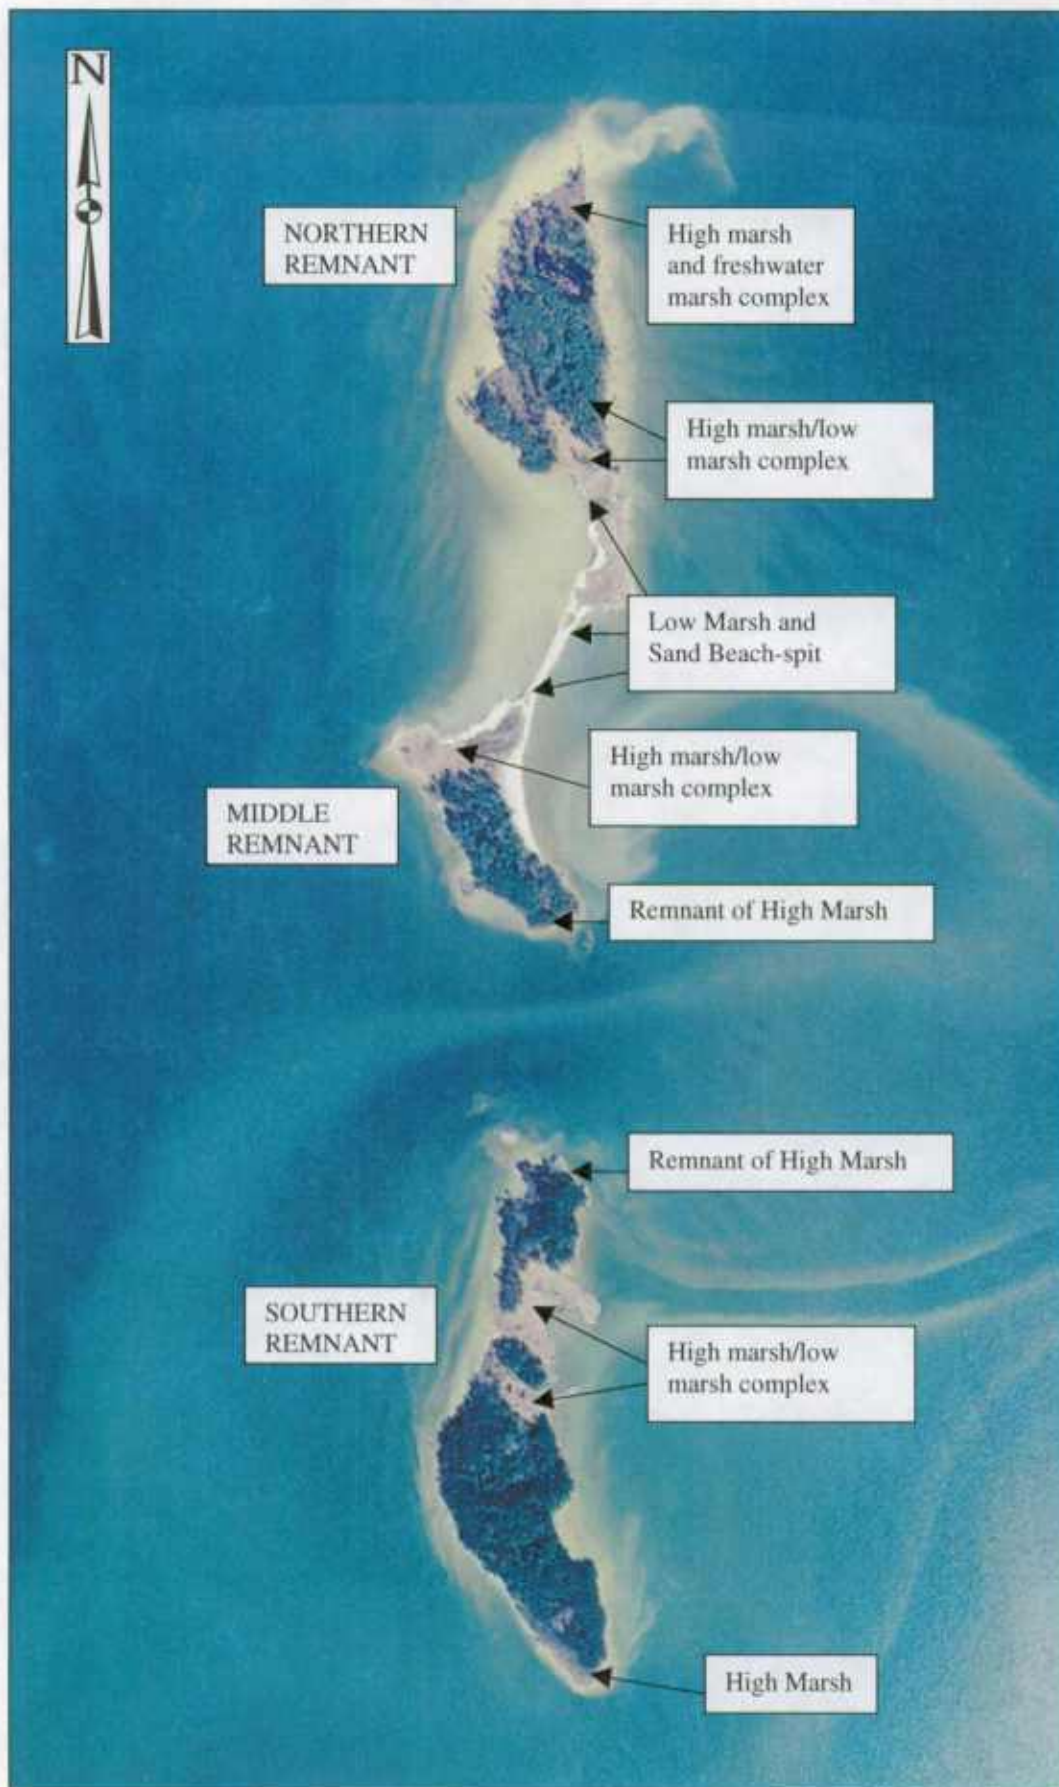 N
NORTHERN
REMNANT
High marsh
and freshwater
marsh complex
High marsh/low
marsh complex
Low Marsh and
Sand Beach-spit
High marsh/low
marsh complex
MIDDLE
REMNANT
Remnant of High Marsh
Remnant of High Marsh
SOUTHERN
REMNANT
High marsh/low
marsh complex
High Marsh